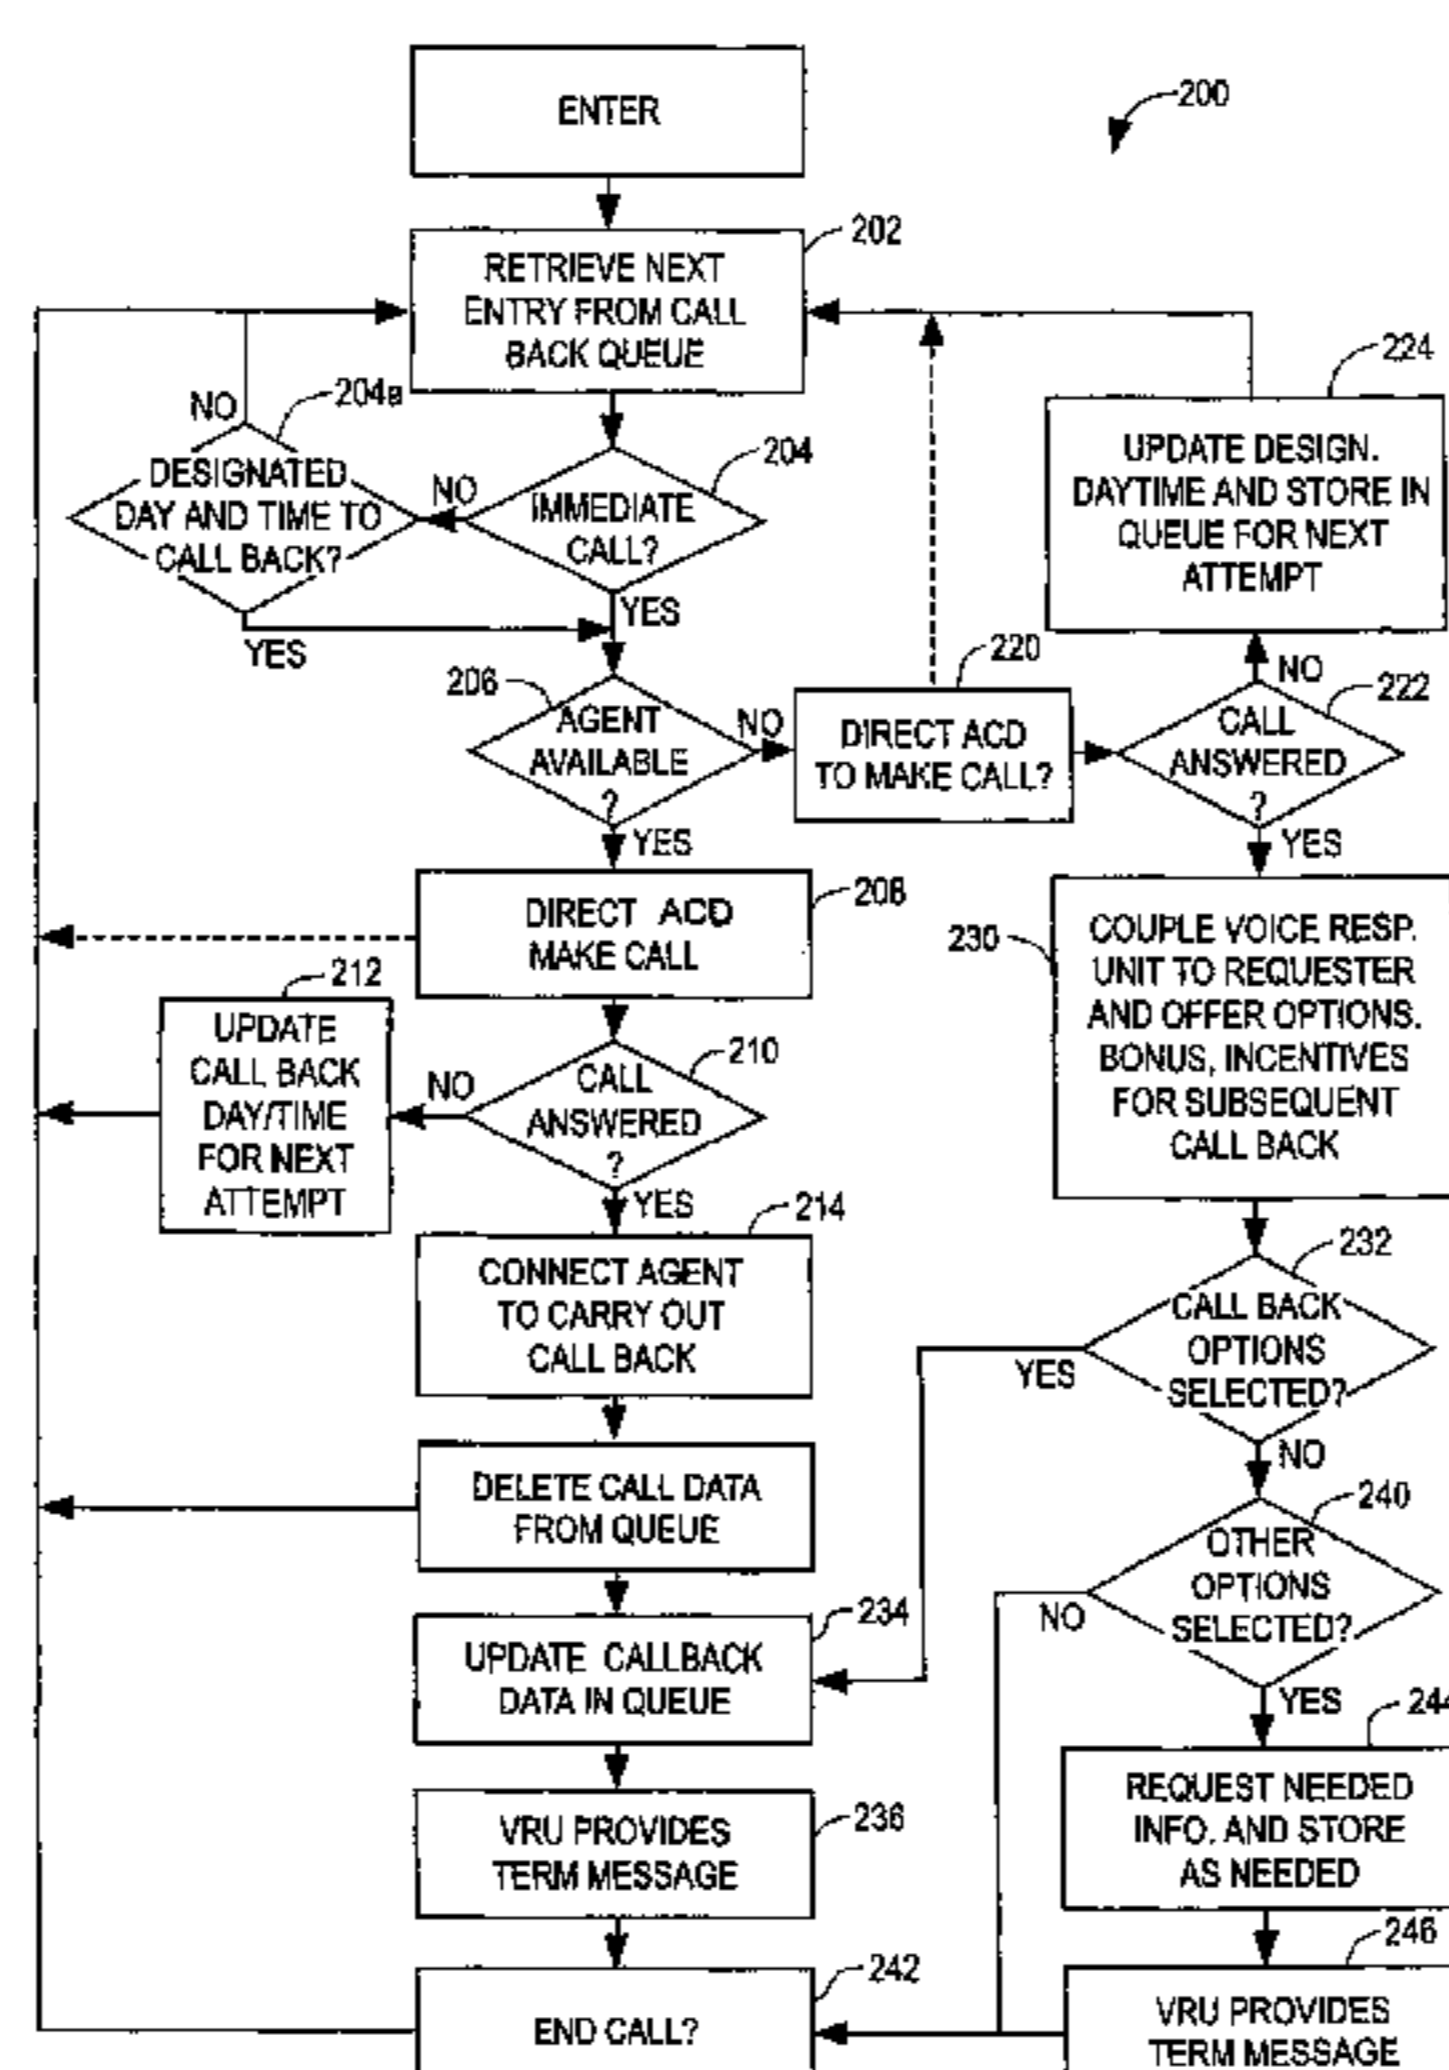 ENTER
200
202
RETRIEVE NEXT
ENTRY FROM CALL
BACK QUEUE
224
UPDATE DESIGN.
DAYTIME AND STORE IN
QUEUE FOR NEXT
ATTEMPT
NO
204a
DESIGNATED
DAY AND TIME TO
CALL BACK?
NO
204
IMMEDIATE
CALL?
YES
YES
206
AGENT
AVAILABLE
?
NO
220
DIRECT ACD
TO MAKE CALL?
NO
222
CALL
ANSWERED
?
YES
YES
208
DIRECT ACD
MAKE CALL
230
COUPLE VOICE RESP.
UNIT TO REQUESTER
AND OFFER OPTIONS.
BONUS, INCENTIVES
FOR SUBSEQUENT
CALL BACK
212
UPDATE
CALL BACK
DAY/TIME
FOR NEXT
ATTEMPT
NO
210
CALL
ANSWERED
?
YES
214
CONNECT AGENT
TO CARRY OUT
CALL BACK
232
CALL BACK
OPTIONS
SELECTED?
YES
NO
DELETE CALL DATA
FROM QUEUE
240
OTHER
OPTIONS
SELECTED?
NO
YES
234
UPDATE CALLBACK
DATA IN QUEUE
244
REQUEST NEEDED
INFO. AND STORE
AS NEEDED
236
VRU PROVIDES
TERM MESSAGE
246
VRU PROVIDES
TERM MESSAGE
242
END CALL?